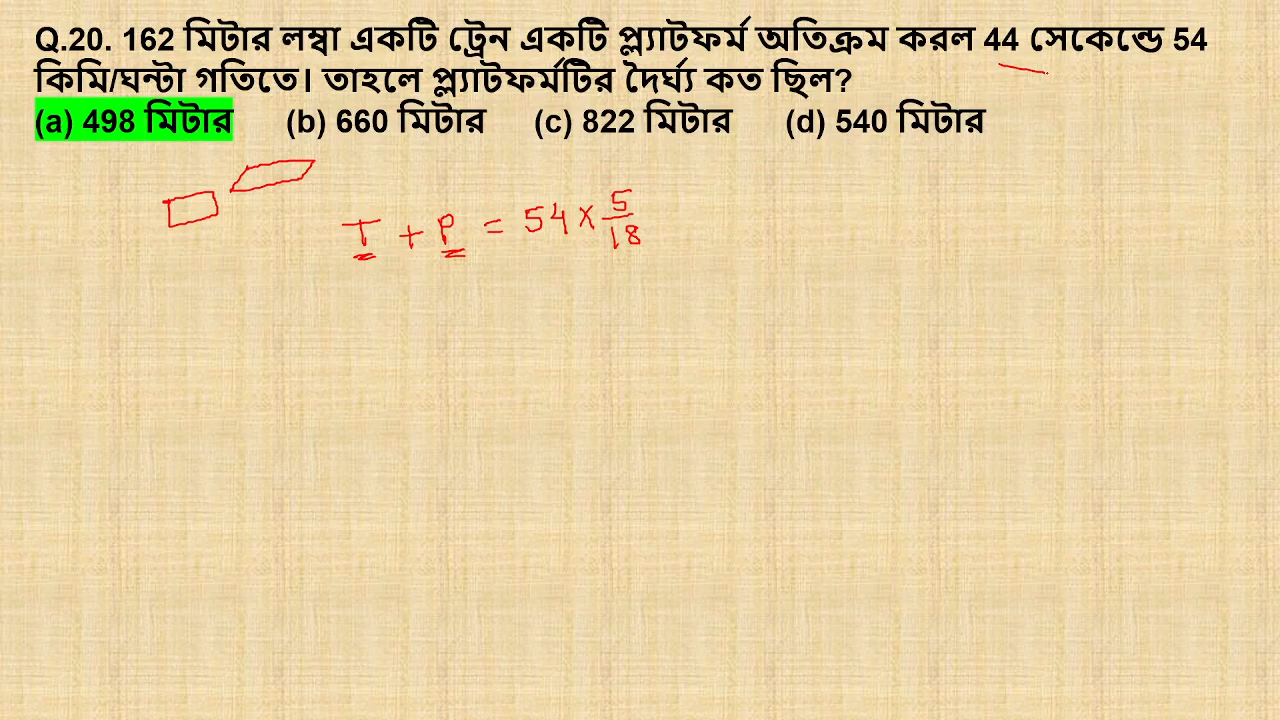 Q.20. 162 মিটার লম্বা একটি ট্রেন একটি প্ল্যাটফর্ম অতিক্রম করল 44 সেকেন্ডে 54
কিমি/ঘন্টা গতিতে। তাহলে প্ল্যাটফর্মটির দৈর্ঘ্য কত ছিল?
(a) 498 মিটার (b) 660 মিটার (c) 822 মিটার (d) 540 মিটার
T + P = 54 × 5/18